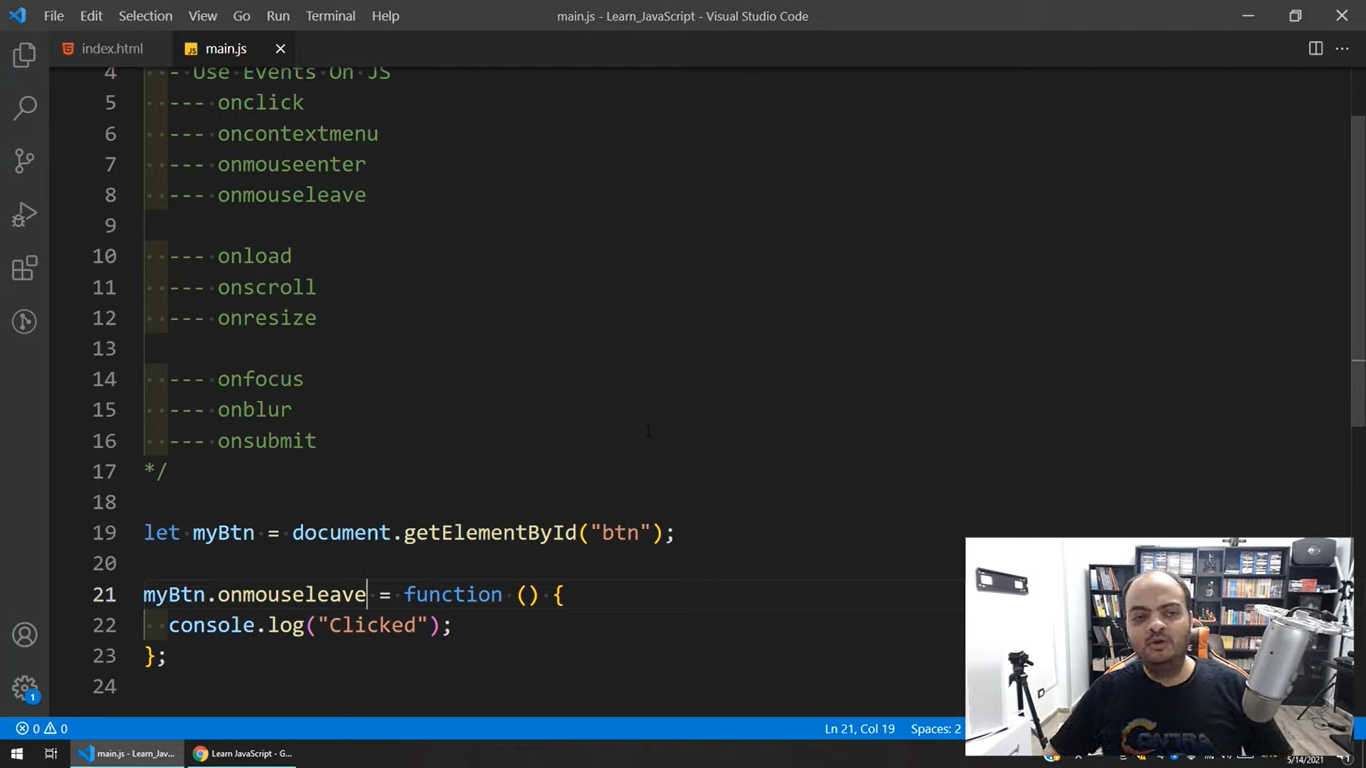 File Edit Selection View Go Run Terminal Help
main.js - Learn_JavaScript - Visual Studio Code
index.html
main.js
4 - Use Events On JS
5 --- onclick
6 --- oncontextmenu
7 --- onmouseenter
8 --- onmouseleave
9
10 --- onload
11 --- onscroll
12 --- onresize
13
14 --- onfocus
15 --- onblur
16 --- onsubmit
17 */
18
19 let myBtn = document.getElementById("btn");
20
21 myBtn.onmouseleave = function () {
22 console.log("Clicked");
23 };
24
1
0 0
Ln 21, Col 19
Spaces: 2
main.js - Learn_Jav...
Learn JavaScript - G...
5/14/2021